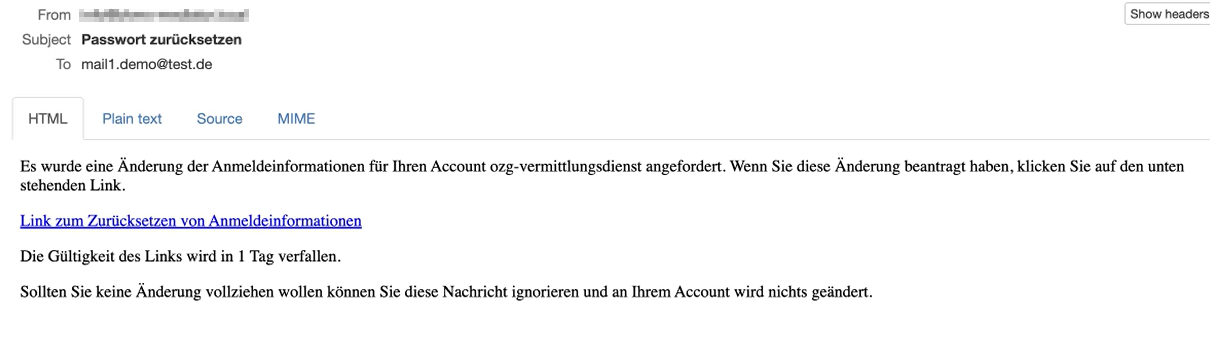 From
Show headers
Subject Passwort zurücksetzen
To mail1.demo@test.de
HTML Plain text Source MIME
Es wurde eine Änderung der Anmeldeinformationen für Ihren Account ozg-vermittlungsdienst angefordert. Wenn Sie diese Änderung beantragt haben, klicken Sie auf den unten
stehenden Link.
Link zum Zurücksetzen von Anmeldeinformationen
Die Gültigkeit des Links wird in 1 Tag verfallen.
Sollten Sie keine Änderung vollziehen wollen können Sie diese Nachricht ignorieren und an Ihrem Account wird nichts geändert.